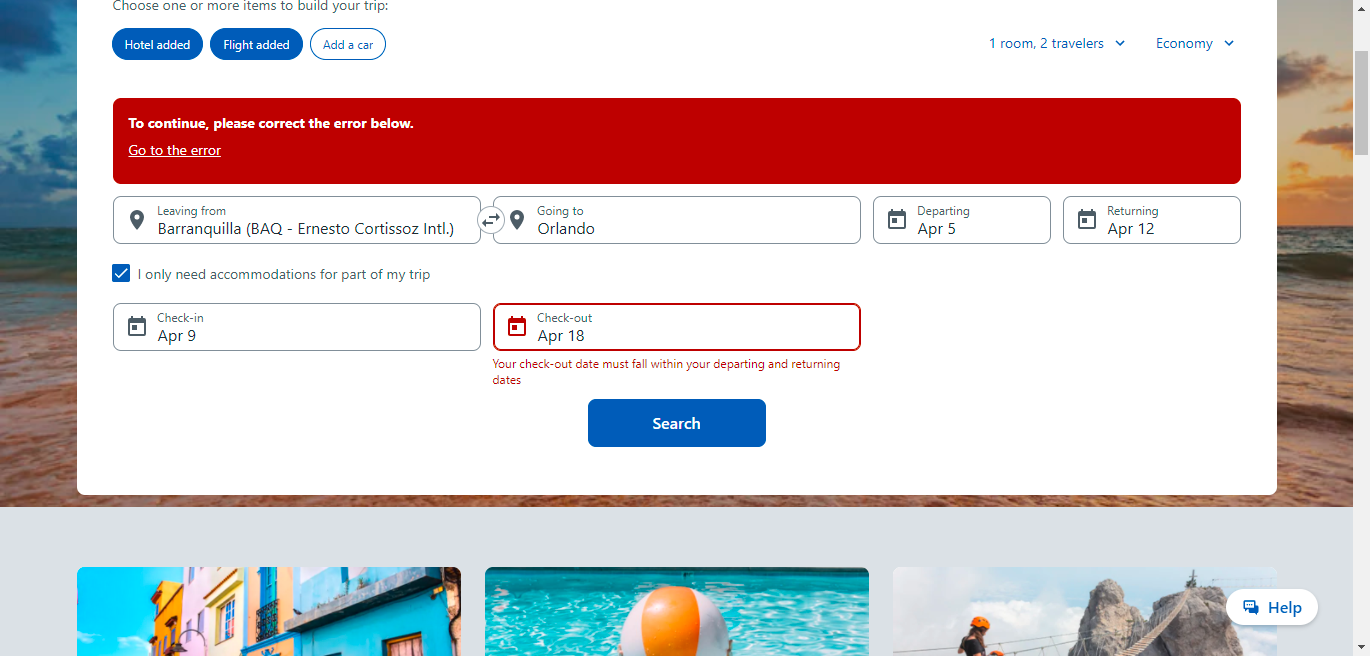 Choose one or more items to build your trip:
Hotel added
Flight added
Add a car
1 room, 2 travelers
Economy
To continue, please correct the error below.
Go to the error
Leaving from
Barranquilla (BAQ - Ernesto Cortissoz Intl.)
Going to
Orlando
Departing
Apr 5
Returning
Apr 12
I only need accommodations for part of my trip
Check-in
Apr 9
Check-out
Apr 18
Your check-out date must fall within your departing and returning
dates
Search
Help